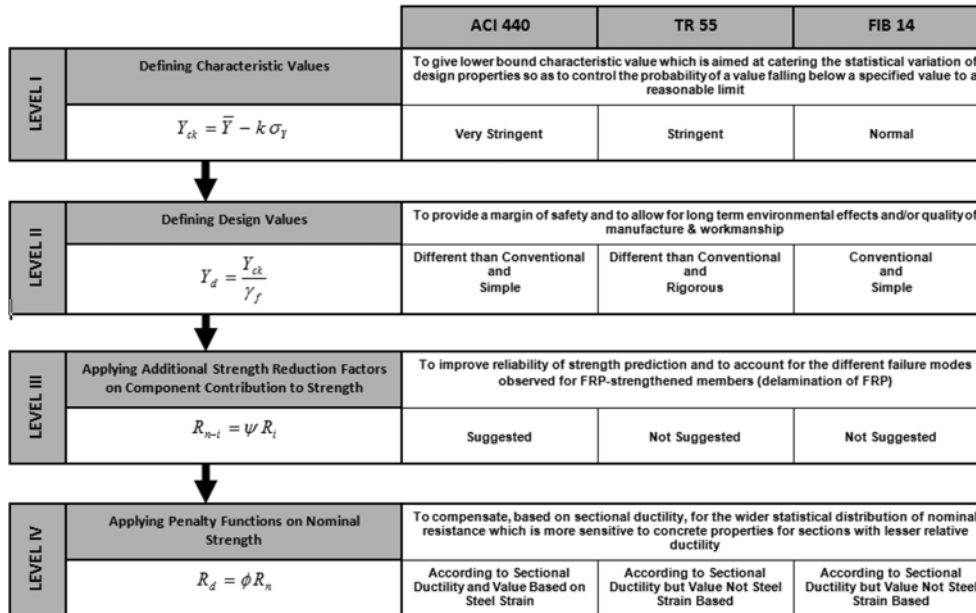 ACI 440
TR 55
FIB 14
LEVEL I
Defining Characteristic Values
To give lower bound characteristic value which is aimed at catering the statistical variation of
design properties so as to control the probability of a value falling below a specified value to a
reasonable limit
Y_ck = Ȳ − k σ_Y
Very Stringent
Stringent
Normal
LEVEL II
Defining Design Values
To provide a margin of safety and to allow for long term environmental effects and/or quality of
manufacture & workmanship
Y_d = Y_ck / γ_f
Different than Conventional
and
Simple
Different than Conventional
and
Rigorous
Conventional
and
Simple
LEVEL III
Applying Additional Strength Reduction Factors
on Component Contribution to Strength
To improve reliability of strength prediction and to account for the different failure modes
observed for FRP-strengthened members (delamination of FRP)
R_n-i = ψ R_i
Suggested
Not Suggested
Not Suggested
LEVEL IV
Applying Penalty Functions on Nominal
Strength
To compensate, based on sectional ductility, for the wider statistical distribution of nominal
resistance which is more sensitive to concrete properties for sections with lesser relative
ductility
R_d = ϕ R_n
According to Sectional
Ductility and Value Based on
Steel Strain
According to Sectional
Ductility but Value Not Steel
Strain Based
According to Sectional
Ductility but Value Not Steel
Strain Based